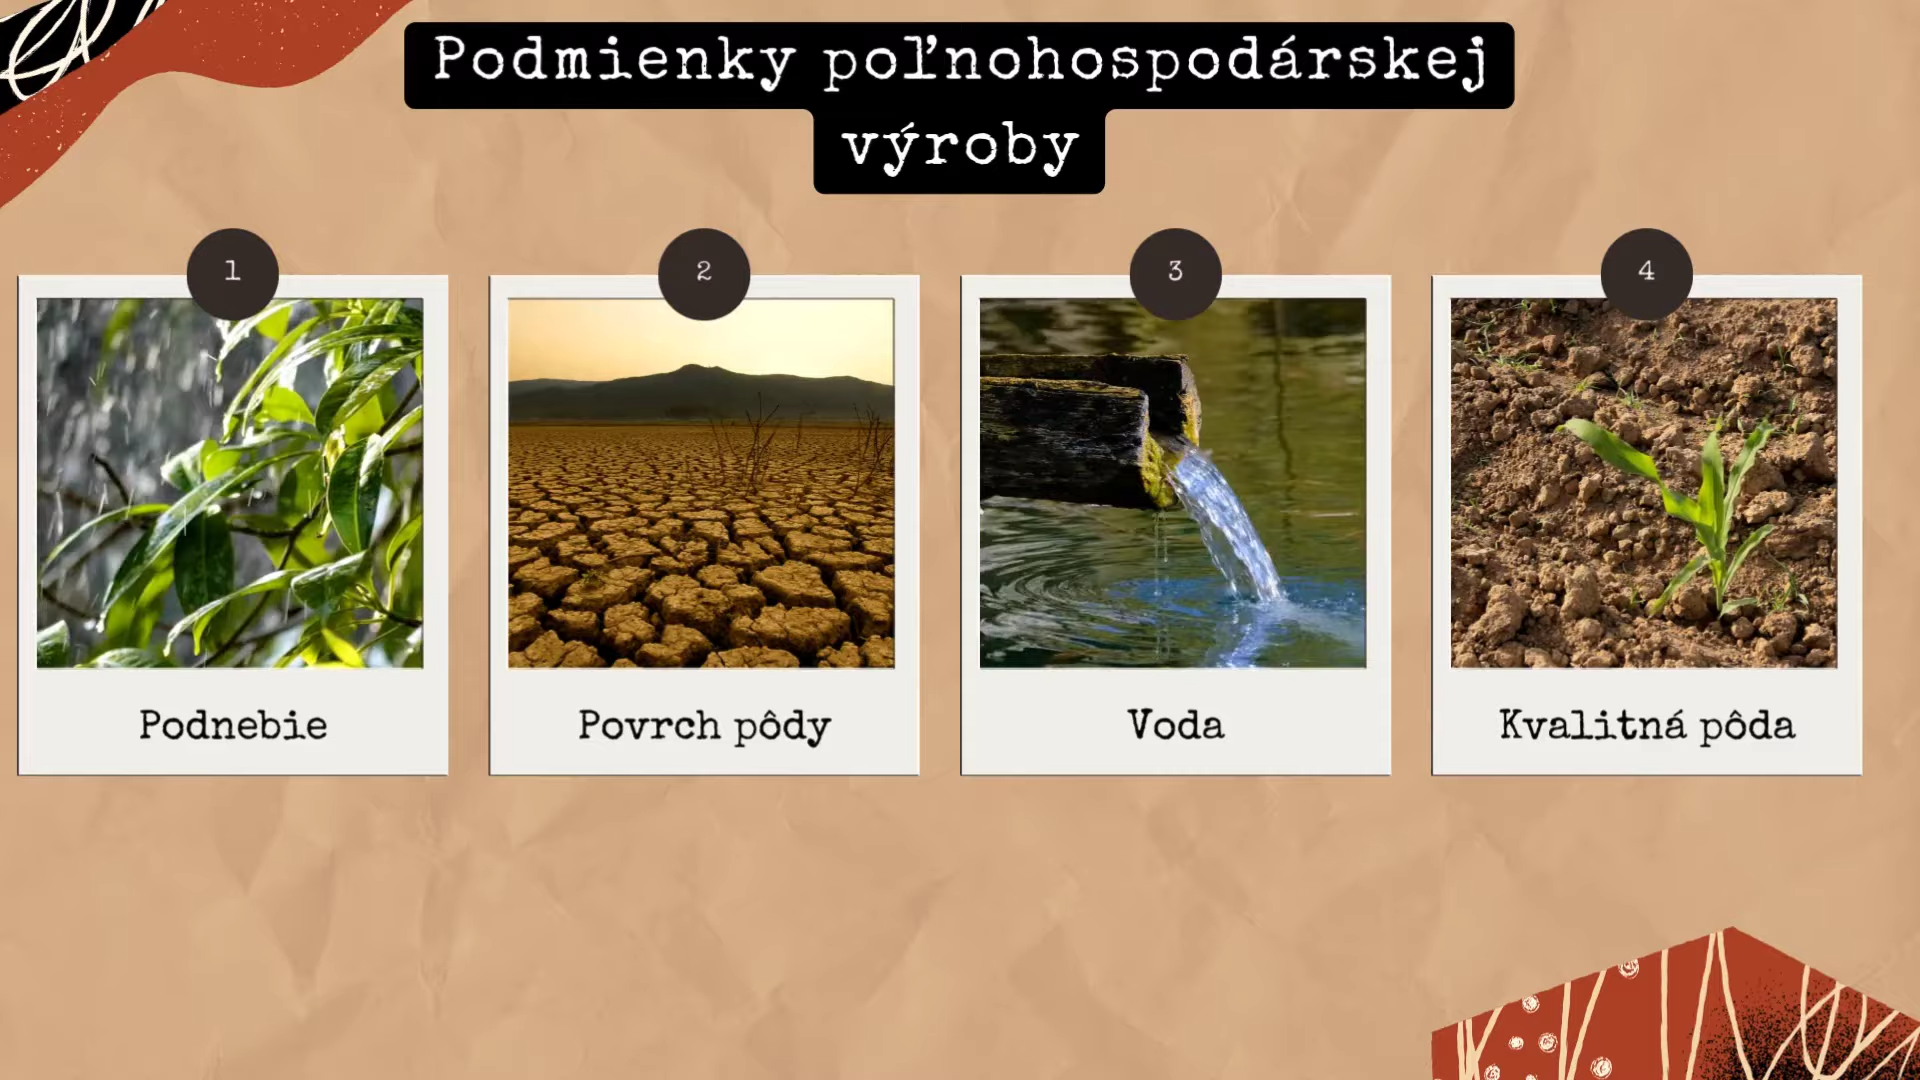 Podmienky poľnohospodárskej
výroby
1
2
3
4
Podnebie
Povrch pôdy
Voda
Kvalitná pôda